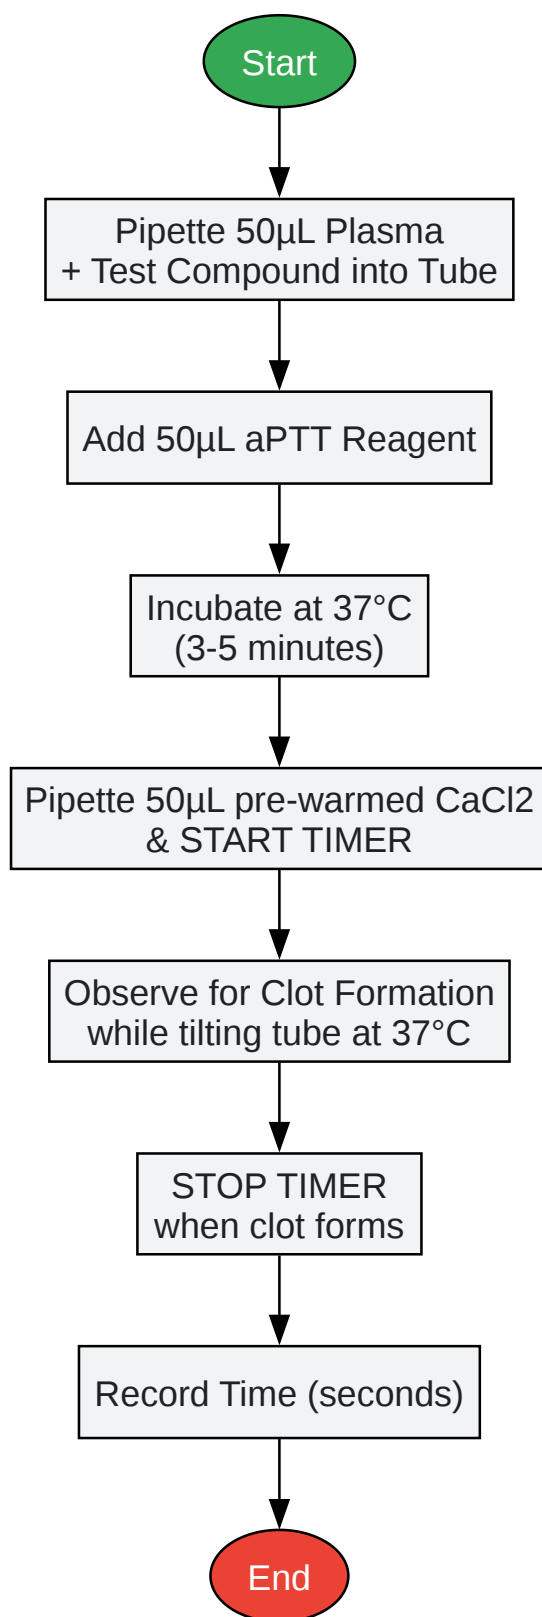 Start
Pipette 50µL Plasma
+ Test Compound into Tube
Add 50µL aPTT Reagent
Incubate at 37°C
(3-5 minutes)
Pipette 50µL pre-warmed CaCl2
& START TIMER
Observe for Clot Formation
while tilting tube at 37°C
STOP TIMER
when clot forms
Record Time (seconds)
End